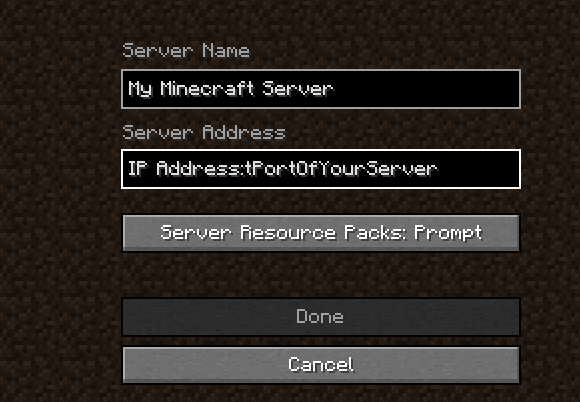 Server Name
My Minecraft Server
Server Address
IP Address:tPortOfYourServer
Server Resource Packs: Prompt
Done
Cancel